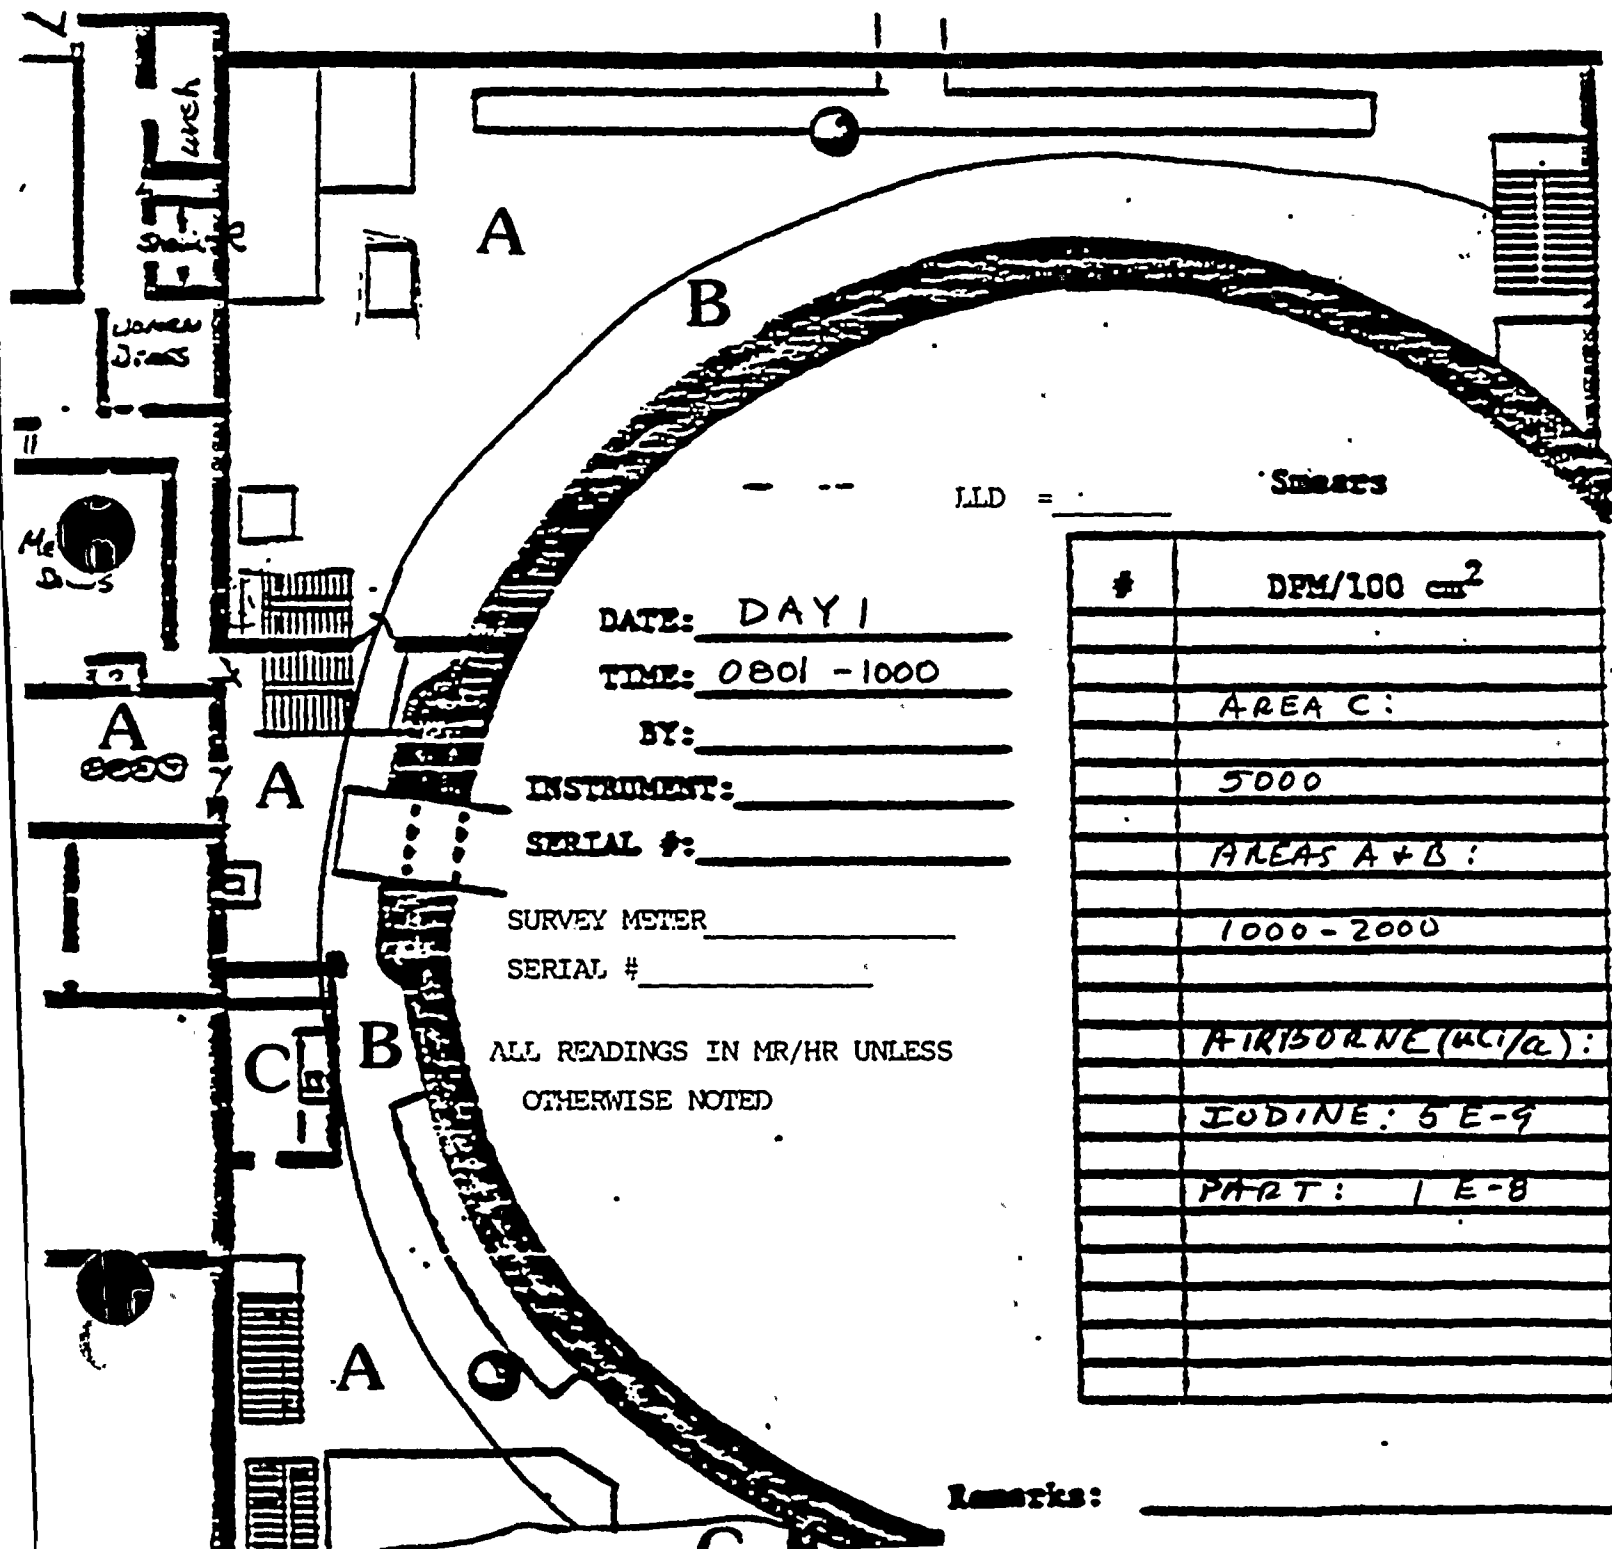 A
B
WOMEN
LLD =
Smears
# DPM/100 cm²
DATE: DAY 1
TIME: 0801 - 1000
AREA C:
BY:
A
A
5000
INSTRUMENT:
SERIAL #:
AREAS A + B:
SURVEY METER
1000 - 2000
SERIAL #
C
B
ALL READINGS IN MR/HR UNLESS
OTHERWISE NOTED
AIRBORNE (uCi/cc):
IODINE: 5 E-9
PART: 1 E-8
A
Remarks:
C